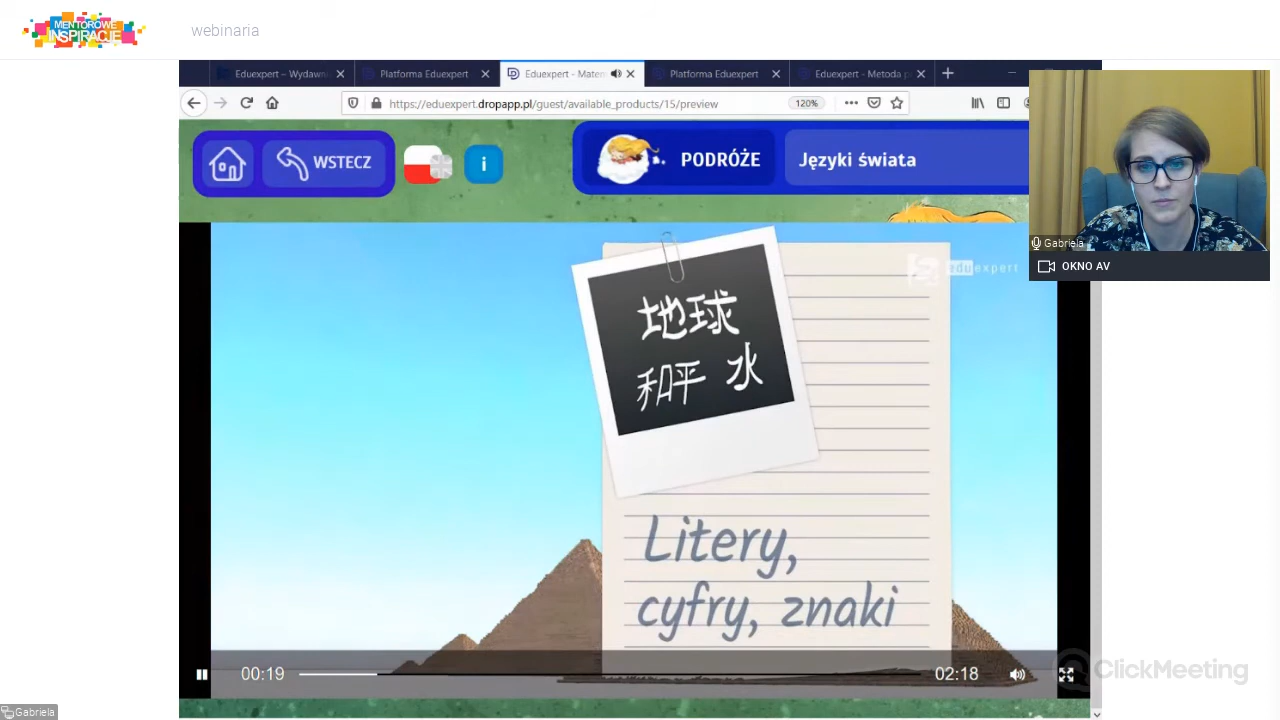 MENTOROWE
INSPIRACJE
webinaria
Eduexpert – Wydawni
Platforma Eduexpert
Eduexpert - Mater
Platforma Eduexpert
Eduexpert - Metoda p
https://eduexpert.dropapp.pl/guest/available_products/15/preview
120%
WSTECZ
i
PODRÓŻE
Języki świata
Gabriela
OKNO AV
eduexpert
地球
和平 水
Litery,
cyfry, znaki
00:19
02:18
ClickMeeting
Gabriela